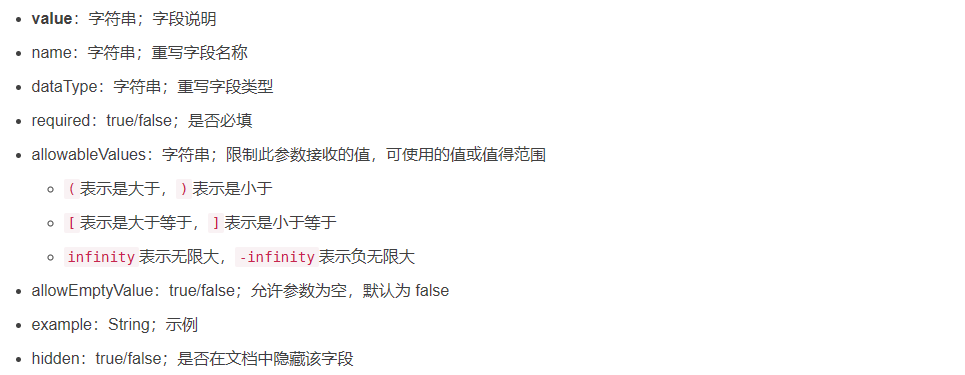 value：字符串；字段说明
name：字符串；重写字段名称
dataType：字符串；重写字段类型
required：true/false；是否必填
allowableValues：字符串；限制此参数接收的值，可使用的值或值得范围
( 表示是大于，) 表示是小于
[ 表示是大于等于，] 表示是小于等于
infinity 表示无限大，-infinity 表示负无限大
allowEmptyValue：true/false；允许参数为空，默认为 false
example：String；示例
hidden：true/false；是否在文档中隐藏该字段